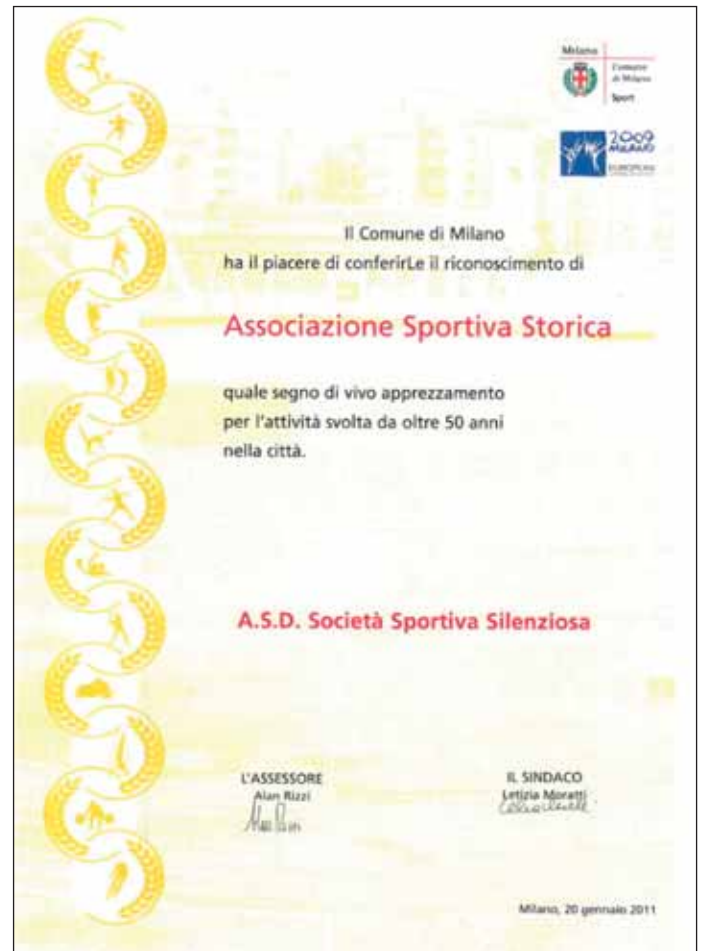 Milano
Comune
di Milano
Sport
2009
MILANO
EUROPEAN
Il Comune di Milano
ha il piacere di conferirLe il riconoscimento di
Associazione Sportiva Storica
quale segno di vivo apprezzamento
per l'attività svolta da oltre 50 anni
nella città.
A.S.D. Società Sportiva Silenziosa
L'ASSESSORE
Alan Rizzi
IL SINDACO
Letizia Moratti
Milano, 20 gennaio 2011